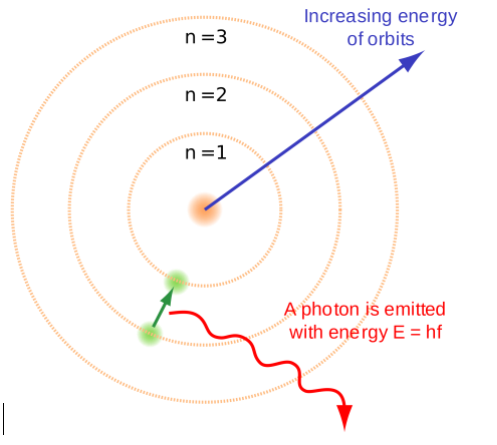 Increasing energy
of orbits
n=3
n=2
n=1
A photon is emitted
with energy E = hf